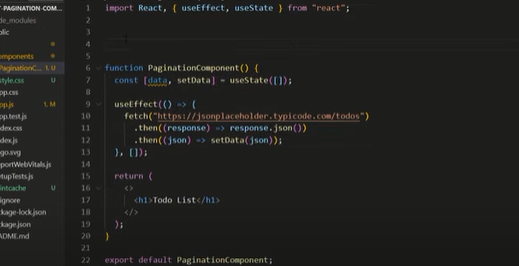 T-PAGINATION-COM...
de_modules
blic
omponents
PaginationC... 1, U
style.css U
pp.css
pp.js 1, M
pp.test.js
dex.css
dex.js
go.svg
portWebVitals.js
tupTests.js
intcache U
ignore
ckage-lock.json
ckage.json
ADME.md
1 import React, { useEffect, useState } from "react";
2
3
4
5
6 function PaginationComponent() {
7 const [data, setData] = useState([]);
8
9 useEffect(() => {
10 fetch("https://jsonplaceholder.typicode.com/todos")
11 .then((response) => response.json())
12 .then((json) => setData(json));
13 }, []);
14
15 return (
16 <>
17 <h1>Todo List</h1>
18 </>
19 );
20 }
21
22 export default PaginationComponent;